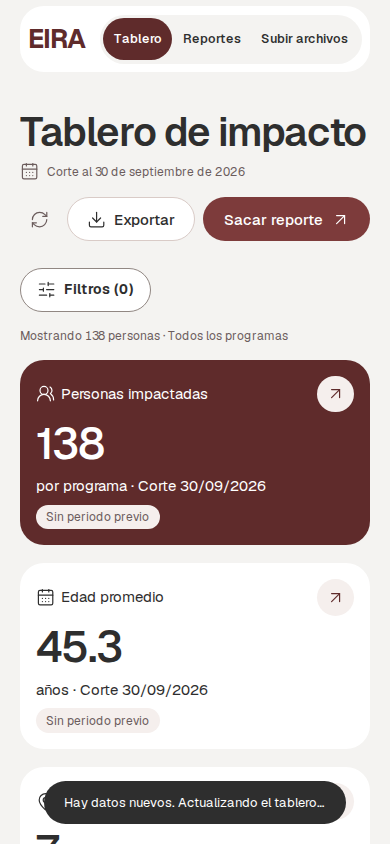 EIRA
Tablero
Reportes
Subir archivos
Tablero de impacto
Corte al 30 de septiembre de 2026
Exportar
Sacar reporte
Filtros (0)
Mostrando 138 personas · Todos los programas
Personas impactadas
138
por programa · Corte 30/09/2026
Sin periodo previo
Edad promedio
45.3
años · Corte 30/09/2026
Sin periodo previo
Hay datos nuevos. Actualizando el tablero…